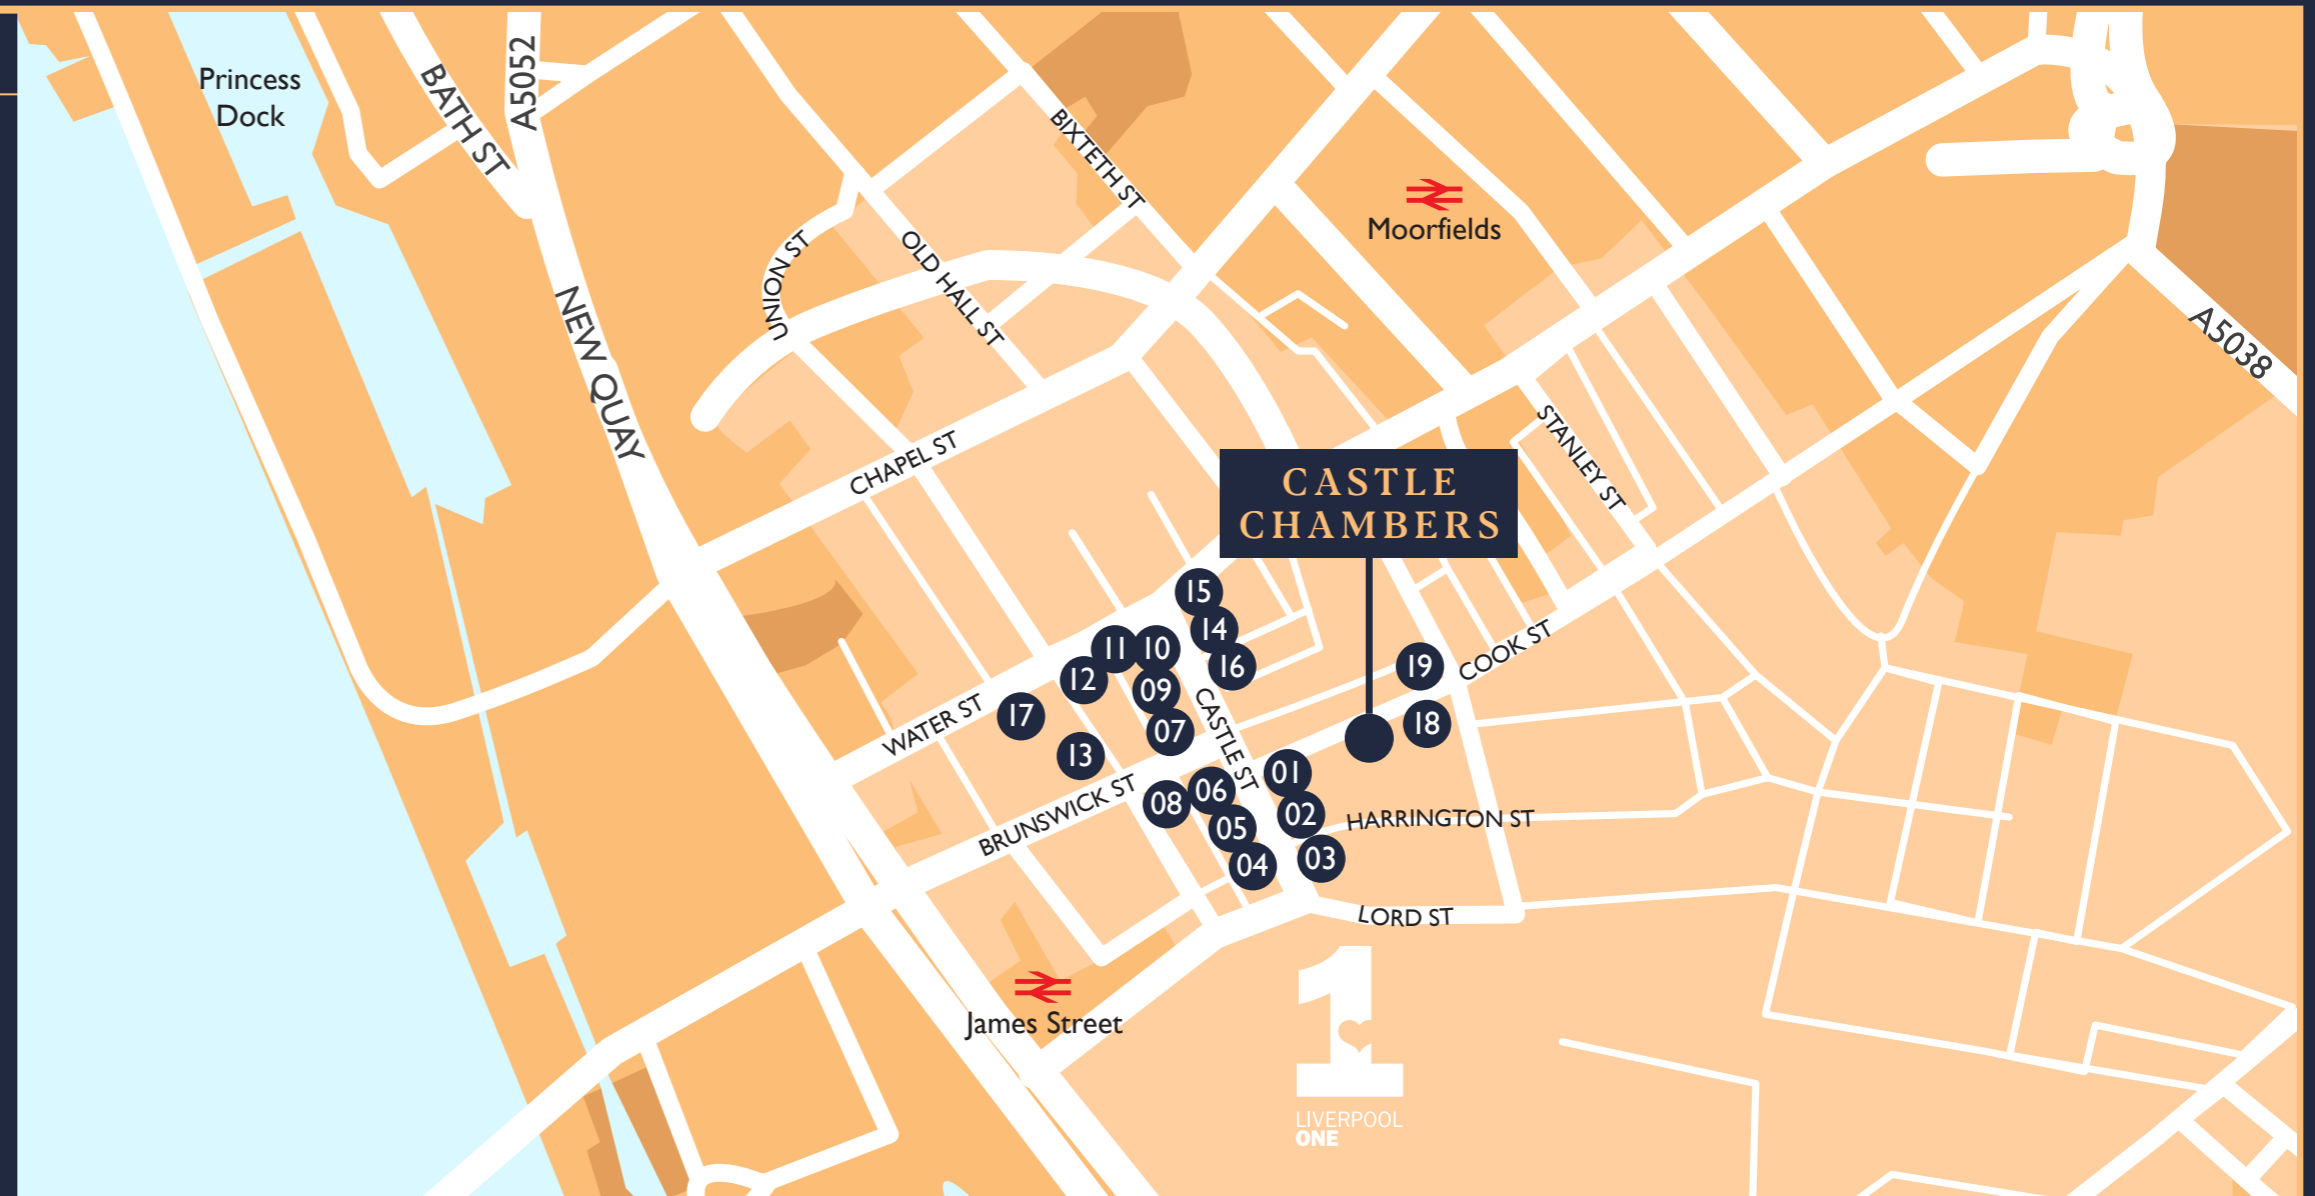 Princess
Dock
BATH ST
A5052
BIXTETH ST
Moorfields
UNION ST
OLD HALL ST
NEW QUAY
A5038
STANLEY ST
CHAPEL ST
CASTLE
CHAMBERS
15
14
11
10
16
19
COOK ST
12
09
17
WATER ST
CASTLE ST
07
18
13
01
BRUNSWICK ST
06
08
02
05
HARRINGTON ST
04
03
LORD ST
James Street
1
LIVERPOOL
ONE